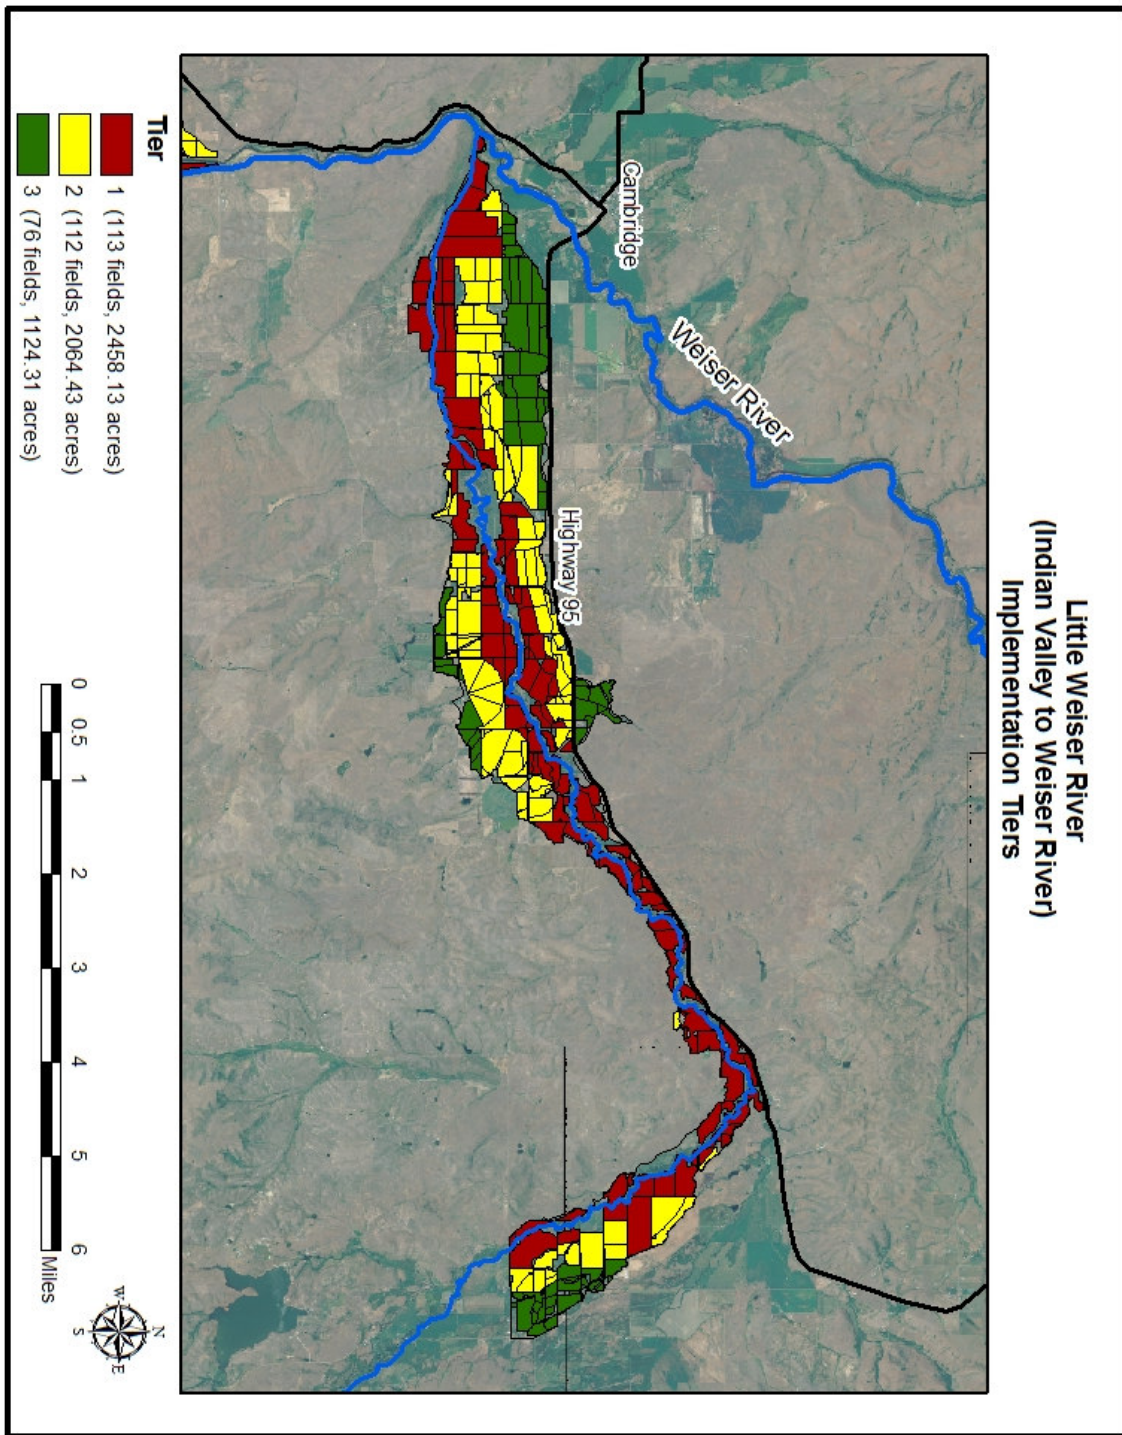 Little Weiser River
(Indian Valley to Weiser River)
Implementation Tiers
Cambridge
Weiser River
Highway 95
Tier
1 (113 fields, 2458.13 acres)
2 (112 fields, 2064.43 acres)
3 (76 fields, 1124.31 acres)
0 0.5 1 2 3 4 5 6
Miles
N
W
E
S